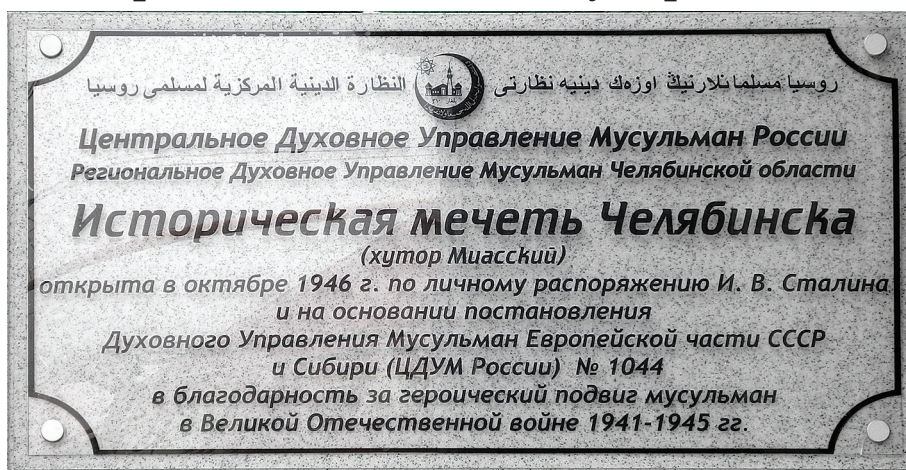 روسيا مسلمانلارنيڭ اوزەك دينيه نظارتى النظارة الدينية المركزية لمسلمي روسيا
Центральное Духовное Управление Мусульман России
Региональное Духовное Управление Мусульман Челябинской области
Историческая мечеть Челябинска
(хутор Миасский)
открыта в октябре 1946 г. по личному распоряжению И. В. Сталина
и на основании постановления
Духовного Управления Мусульман Европейской части СССР
и Сибири (ЦДУМ России) № 1044
в благодарность за героический подвиг мусульман
в Великой Отечественной войне 1941-1945 гг.